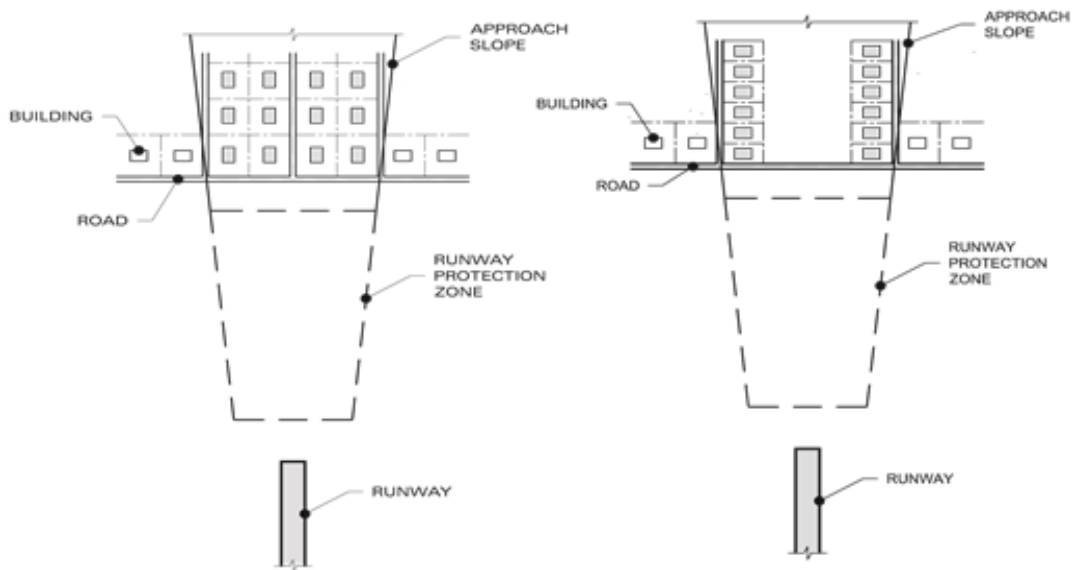 APPROACH
SLOPE
BUILDING
ROAD
RUNWAY
PROTECTION
ZONE
RUNWAY
APPROACH
SLOPE
BUILDING
ROAD
RUNWAY
PROTECTION
ZONE
RUNWAY